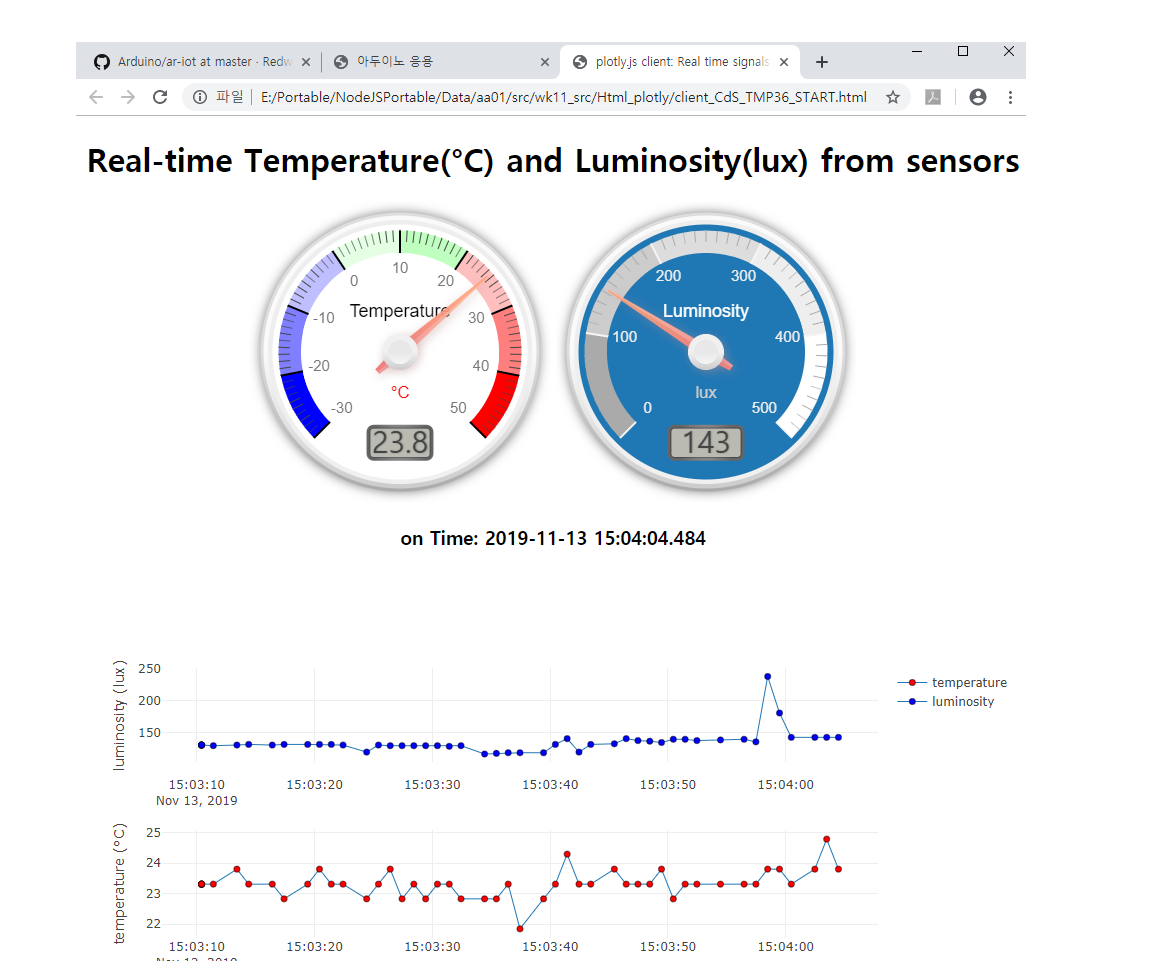 Arduino/ar-iot at master · Redw
아두이노 응용
plotly.js client: Real time signals
파일 | E:/Portable/NodeJSPortable/Data/aa01/src/wk11_src/Html_plotly/client_CdS_TMP36_START.html
Real-time Temperature(°C) and Luminosity(lux) from sensors
-30 -20 -10 0 10 20 30 40 50
Temperature
°C
23.8
0 100 200 300 400 500
Luminosity
lux
143
on Time: 2019-11-13 15:04:04.484
luminosity (lux)
250
200
150
15:03:10 15:03:20 15:03:30 15:03:40 15:03:50 15:04:00
Nov 13, 2019
temperature
luminosity
temperature (°C)
25
24
23
22
15:03:10 15:03:20 15:03:30 15:03:40 15:03:50 15:04:00
Nov 13, 2019